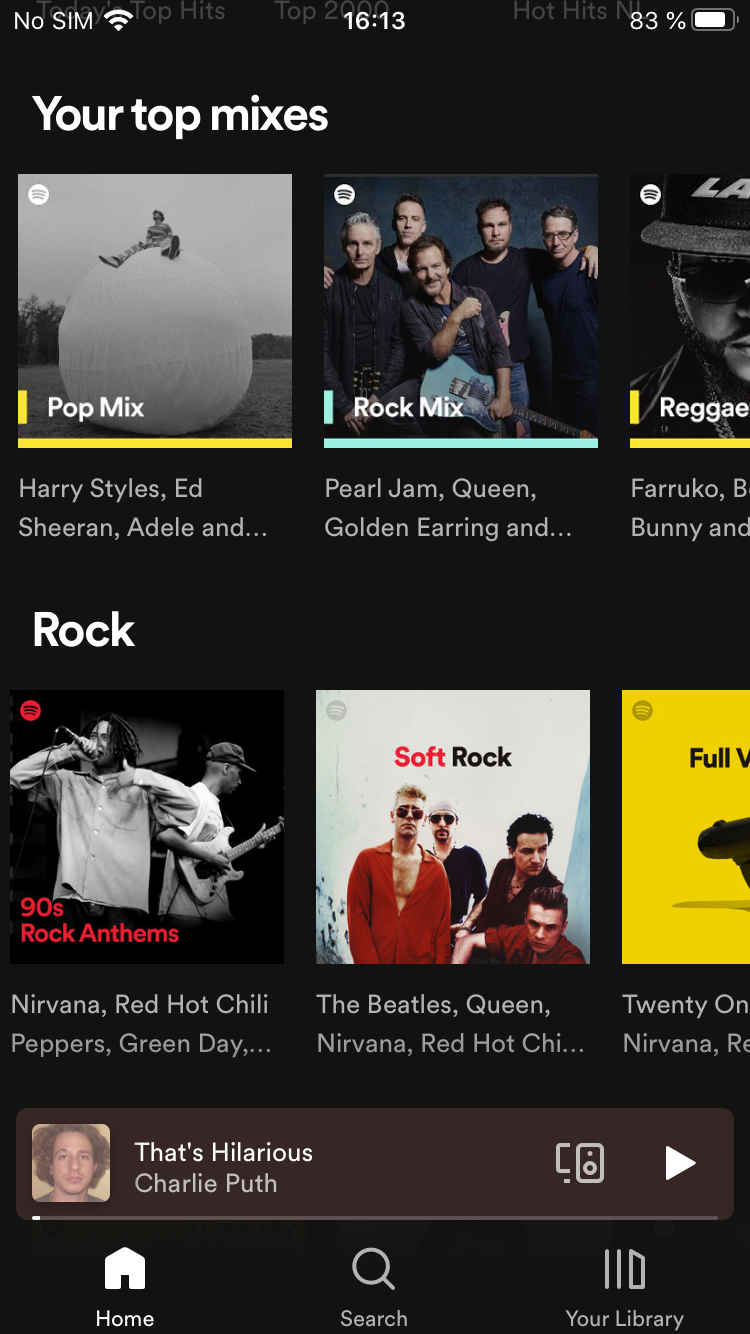 Today's Top Hits Top 2000 Hot Hits NL
No SIM 16:13 83 %
Your top mixes
Pop Mix
Rock Mix
LA
Reggae
Harry Styles, Ed
Sheeran, Adele and...
Pearl Jam, Queen,
Golden Earring and...
Farruko, B
Bunny and
Rock
90s
Rock Anthems
Soft Rock
Full V
Nirvana, Red Hot Chili
Peppers, Green Day,...
The Beatles, Queen,
Nirvana, Red Hot Chi...
Twenty On
Nirvana, Re
That's Hilarious
Charlie Puth
I Love My
Home
Search
Your Library